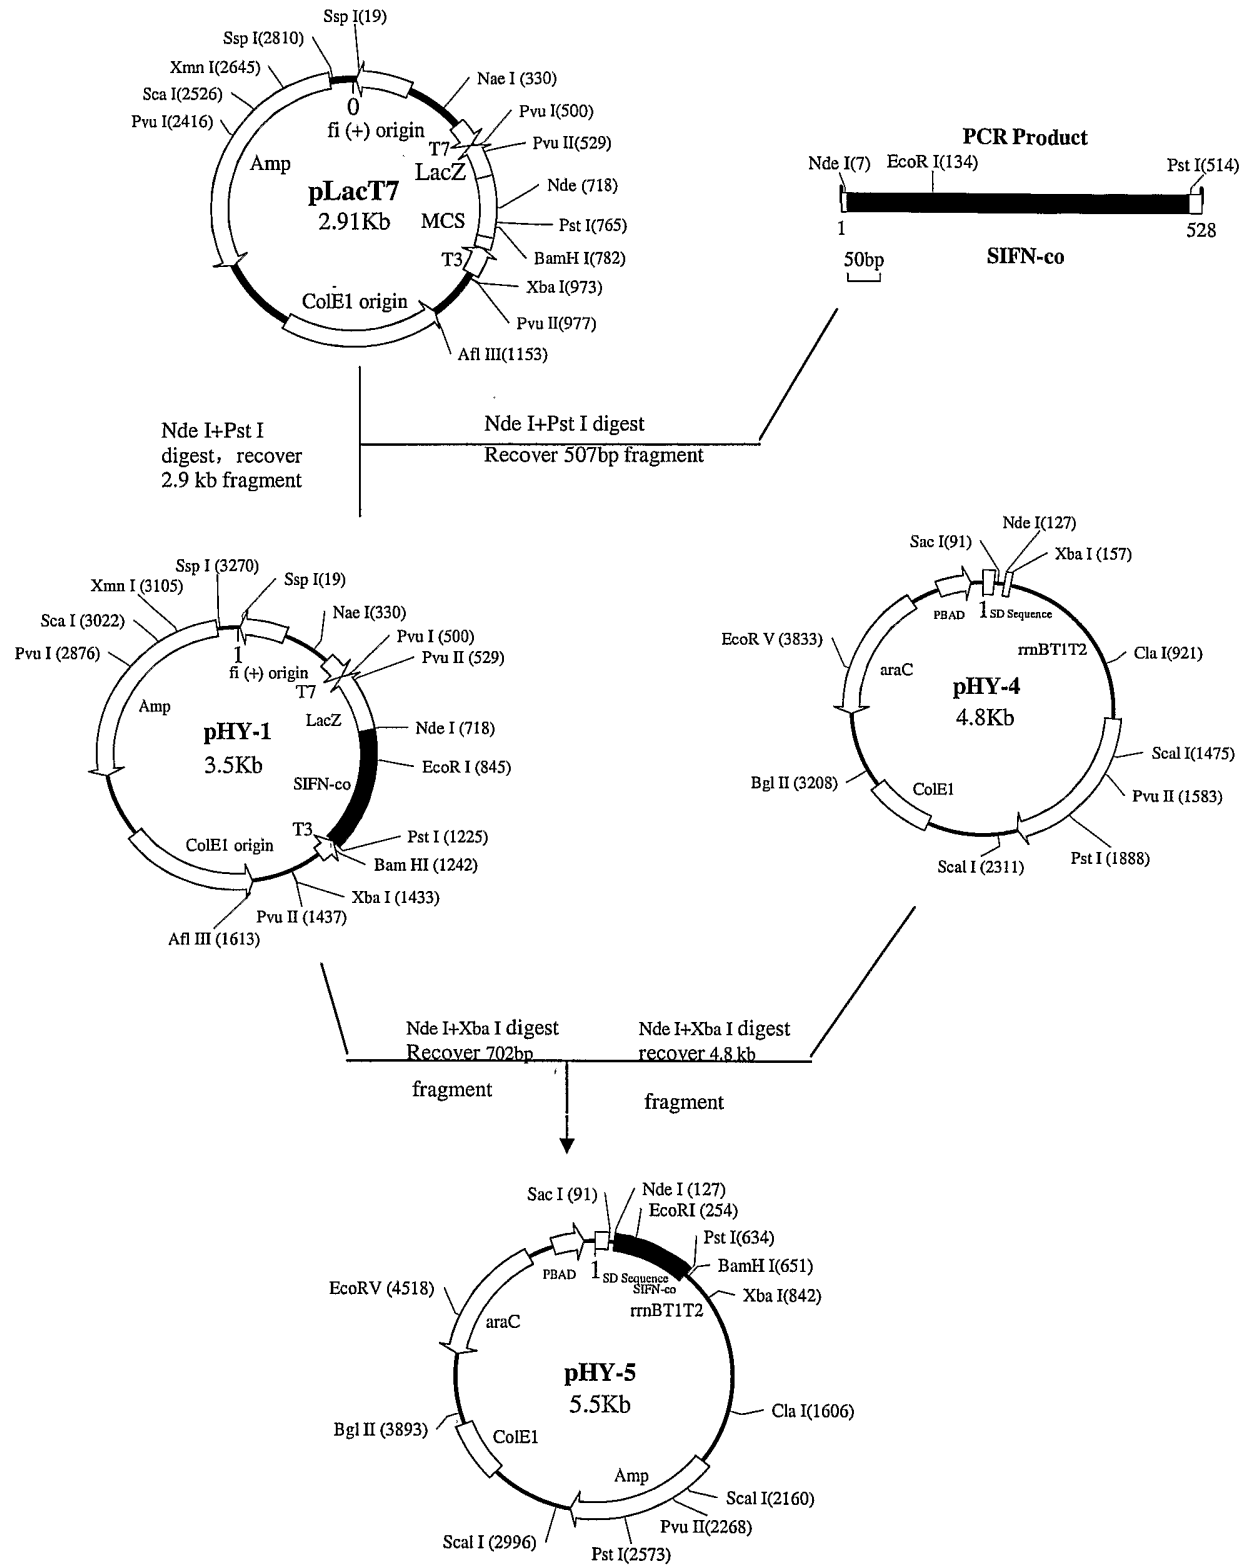 Ssp I(19)
Ssp I(2810)
Xmn I(2645)
Sca I(2526)
Pvu I(2416)
Nae I (330)
Pvu I(500)
Pvu II(529)
Nde (718)
Pst I(765)
BamH I(782)
Xba I(973)
Pvu II(977)
Afl III(1153)
0
fi (+) origin
T7
LacZ
Amp
pLacT7
2.91Kb
MCS
T3
ColE1 origin
PCR Product
Nde I(7)
EcoR I(134)
Pst I(514)
1
528
50bp
SIFN-co
Nde I+Pst I
digest, recover
2.9 kb fragment
Nde I+Pst I digest
Recover 507bp fragment
Ssp I (3270)
Ssp I(19)
Xmn I (3105)
Sca I (3022)
Pvu I (2876)
Nae I(330)
Pvu I (500)
Pvu II (529)
Nde I (718)
EcoR I (845)
Pst I (1225)
Bam HI (1242)
Xba I (1433)
Pvu II (1437)
Afl III (1613)
1
fi (+) origin
T7
Amp
LacZ
pHY-1
3.5Kb
SIFN-co
T3
ColE1 origin
Nde I(127)
Sac I(91)
Xba I (157)
PBAD
1
SD Sequence
EcoR V (3833)
rrnBT1T2
Cla I(921)
araC
pHY-4
4.8Kb
Scal I(1475)
Bgl II (3208)
ColE1
Pvu II (1583)
Pst I (1888)
Scal I (2311)
Nde I+Xba I digest
Recover 702bp
fragment
Nde I+Xba I digest
recover 4.8 kb
fragment
Sac I (91)
Nde I (127)
EcoRI (254)
Pst I(634)
BamH I(651)
Xba I(842)
PBAD
1
SD Sequence
SIFN-co
rrnBT1T2
EcoRV (4518)
araC
pHY-5
5.5Kb
Cla I(1606)
Bgl II (3893)
ColE1
Amp
Scal I(2160)
Pvu II(2268)
Scal I (2996)
Pst I(2573)